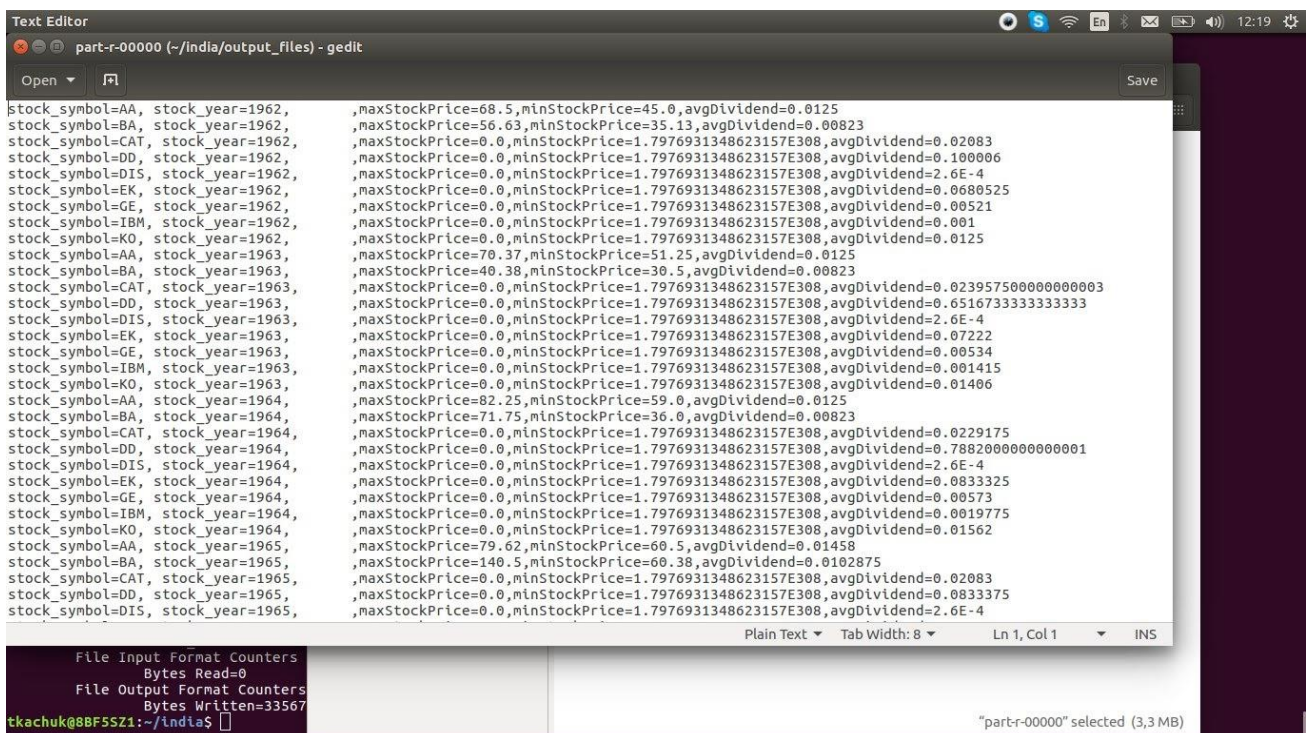 Text Editor
En
12:19
part-r-00000 (~/india/output_files) - gedit
Open
Save
stock_symbol=AA, stock_year=1962,	,maxStockPrice=68.5,minStockPrice=45.0,avgDividend=0.0125
stock_symbol=BA, stock_year=1962,	,maxStockPrice=56.63,minStockPrice=35.13,avgDividend=0.00823
stock_symbol=CAT, stock_year=1962,	,maxStockPrice=0.0,minStockPrice=1.7976931348623157E308,avgDividend=0.02083
stock_symbol=DD, stock_year=1962,	,maxStockPrice=0.0,minStockPrice=1.7976931348623157E308,avgDividend=0.100006
stock_symbol=DIS, stock_year=1962,	,maxStockPrice=0.0,minStockPrice=1.7976931348623157E308,avgDividend=2.6E-4
stock_symbol=EK, stock_year=1962,	,maxStockPrice=0.0,minStockPrice=1.7976931348623157E308,avgDividend=0.0680525
stock_symbol=GE, stock_year=1962,	,maxStockPrice=0.0,minStockPrice=1.7976931348623157E308,avgDividend=0.00521
stock_symbol=IBM, stock_year=1962,	,maxStockPrice=0.0,minStockPrice=1.7976931348623157E308,avgDividend=0.001
stock_symbol=KO, stock_year=1962,	,maxStockPrice=0.0,minStockPrice=1.7976931348623157E308,avgDividend=0.0125
stock_symbol=AA, stock_year=1963,	,maxStockPrice=70.37,minStockPrice=51.25,avgDividend=0.0125
stock_symbol=BA, stock_year=1963,	,maxStockPrice=40.38,minStockPrice=30.5,avgDividend=0.00823
stock_symbol=CAT, stock_year=1963,	,maxStockPrice=0.0,minStockPrice=1.7976931348623157E308,avgDividend=0.023957500000000003
stock_symbol=DD, stock_year=1963,	,maxStockPrice=0.0,minStockPrice=1.7976931348623157E308,avgDividend=0.6516733333333333
stock_symbol=DIS, stock_year=1963,	,maxStockPrice=0.0,minStockPrice=1.7976931348623157E308,avgDividend=2.6E-4
stock_symbol=EK, stock_year=1963,	,maxStockPrice=0.0,minStockPrice=1.7976931348623157E308,avgDividend=0.07222
stock_symbol=GE, stock_year=1963,	,maxStockPrice=0.0,minStockPrice=1.7976931348623157E308,avgDividend=0.00534
stock_symbol=IBM, stock_year=1963,	,maxStockPrice=0.0,minStockPrice=1.7976931348623157E308,avgDividend=0.001415
stock_symbol=KO, stock_year=1963,	,maxStockPrice=0.0,minStockPrice=1.7976931348623157E308,avgDividend=0.01406
stock_symbol=AA, stock_year=1964,	,maxStockPrice=82.25,minStockPrice=59.0,avgDividend=0.0125
stock_symbol=BA, stock_year=1964,	,maxStockPrice=71.75,minStockPrice=36.0,avgDividend=0.00823
stock_symbol=CAT, stock_year=1964,	,maxStockPrice=0.0,minStockPrice=1.7976931348623157E308,avgDividend=0.0229175
stock_symbol=DD, stock_year=1964,	,maxStockPrice=0.0,minStockPrice=1.7976931348623157E308,avgDividend=0.7882000000000001
stock_symbol=DIS, stock_year=1964,	,maxStockPrice=0.0,minStockPrice=1.7976931348623157E308,avgDividend=2.6E-4
stock_symbol=EK, stock_year=1964,	,maxStockPrice=0.0,minStockPrice=1.7976931348623157E308,avgDividend=0.0833325
stock_symbol=GE, stock_year=1964,	,maxStockPrice=0.0,minStockPrice=1.7976931348623157E308,avgDividend=0.00573
stock_symbol=IBM, stock_year=1964,	,maxStockPrice=0.0,minStockPrice=1.7976931348623157E308,avgDividend=0.0019775
stock_symbol=KO, stock_year=1964,	,maxStockPrice=0.0,minStockPrice=1.7976931348623157E308,avgDividend=0.01562
stock_symbol=AA, stock_year=1965,	,maxStockPrice=79.62,minStockPrice=60.5,avgDividend=0.01458
stock_symbol=BA, stock_year=1965,	,maxStockPrice=140.5,minStockPrice=60.38,avgDividend=0.0102875
stock_symbol=CAT, stock_year=1965,	,maxStockPrice=0.0,minStockPrice=1.7976931348623157E308,avgDividend=0.02083
stock_symbol=DD, stock_year=1965,	,maxStockPrice=0.0,minStockPrice=1.7976931348623157E308,avgDividend=0.0833375
stock_symbol=DIS, stock_year=1965,	,maxStockPrice=0.0,minStockPrice=1.7976931348623157E308,avgDividend=2.6E-4
Plain Text Tab Width: 8 Ln 1, Col 1 INS
File Input Format Counters
Bytes Read=0
File Output Format Counters
Bytes Written=33567
tkachuk@8BF5SZ1:~/india$
"part-r-00000" selected (3,3 MB)